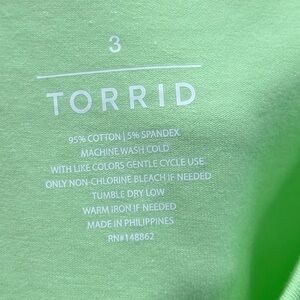 3
TORRID
95% COTTON | 5% SPANDEX
MACHINE WASH COLD
WITH LIKE COLORS GENTLE CYCLE USE
ONLY NON-CHLORINE BLEACH IF NEEDED
TUMBLE DRY LOW
WARM IRON IF NEEDED
MADE IN PHILIPPINES
RN#148862